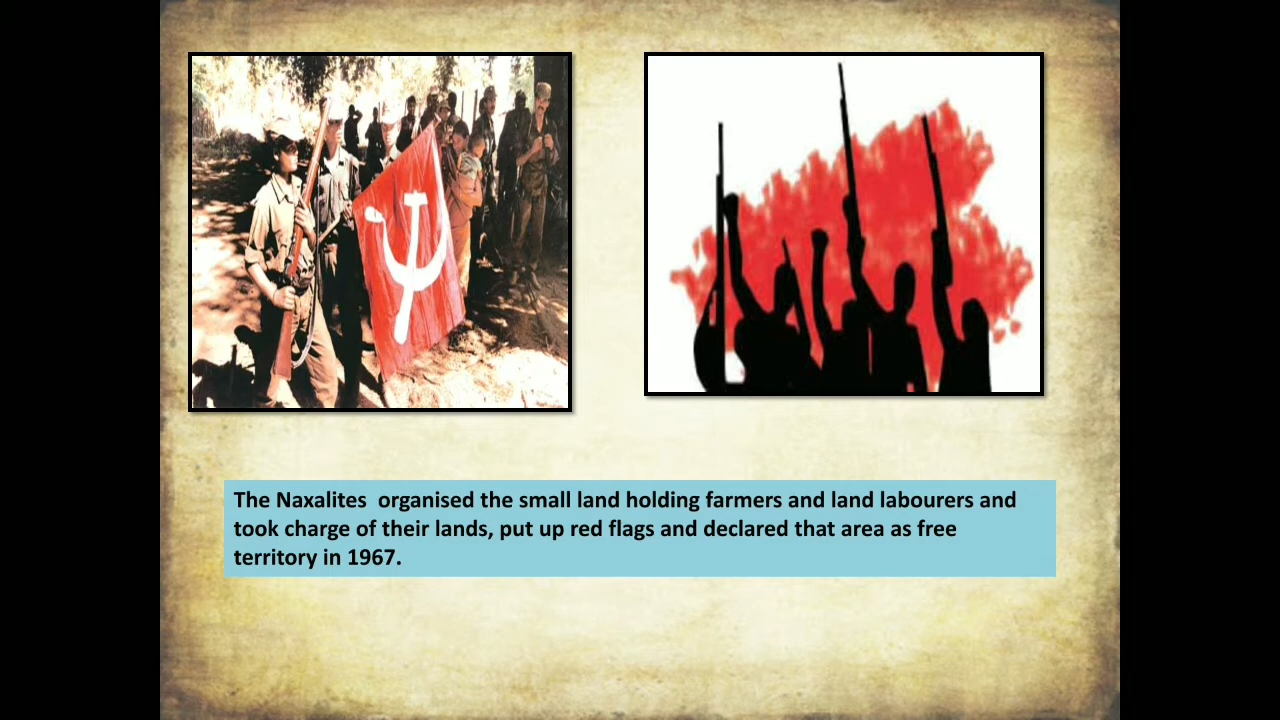 The Naxalites  organised the small land holding farmers and land labourers and
took charge of their lands, put up red flags and declared that area as free
territory in 1967.